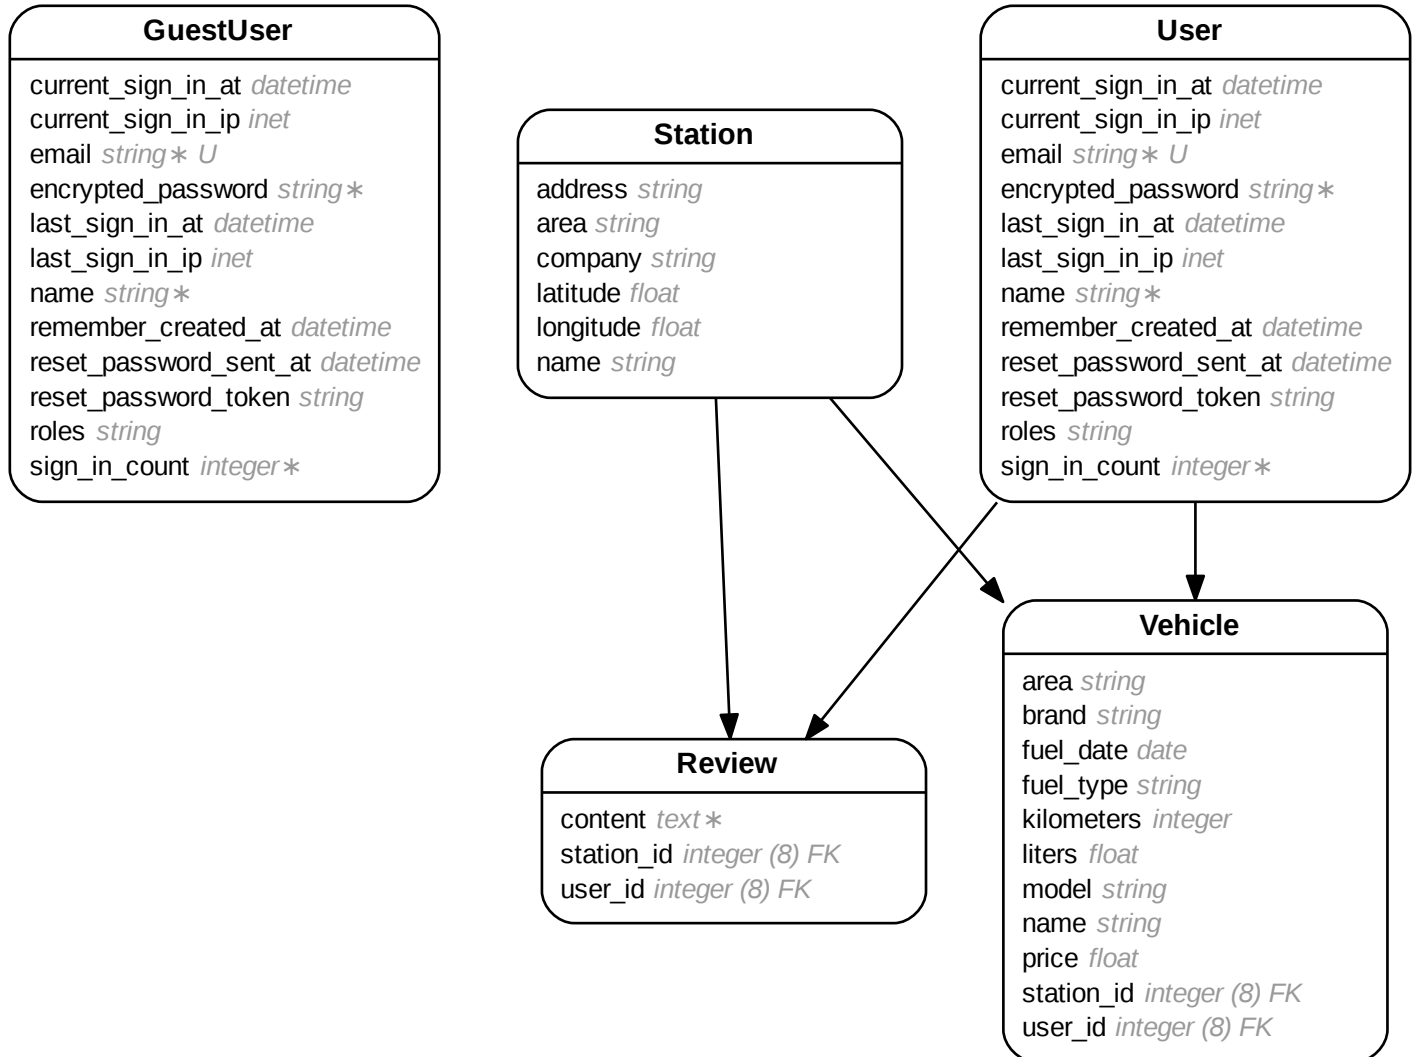 GuestUser
current_sign_in_at datetime
current_sign_in_ip inet
email string∗ U
encrypted_password string∗
last_sign_in_at datetime
last_sign_in_ip inet
name string∗
remember_created_at datetime
reset_password_sent_at datetime
reset_password_token string
roles string
sign_in_count integer∗
Station
address string
area string
company string
latitude float
longitude float
name string
User
current_sign_in_at datetime
current_sign_in_ip inet
email string∗ U
encrypted_password string∗
last_sign_in_at datetime
last_sign_in_ip inet
name string∗
remember_created_at datetime
reset_password_sent_at datetime
reset_password_token string
roles string
sign_in_count integer∗
Review
content text∗
station_id integer (8) FK
user_id integer (8) FK
Vehicle
area string
brand string
fuel_date date
fuel_type string
kilometers integer
liters float
model string
name string
price float
station_id integer (8) FK
user_id integer (8) FK